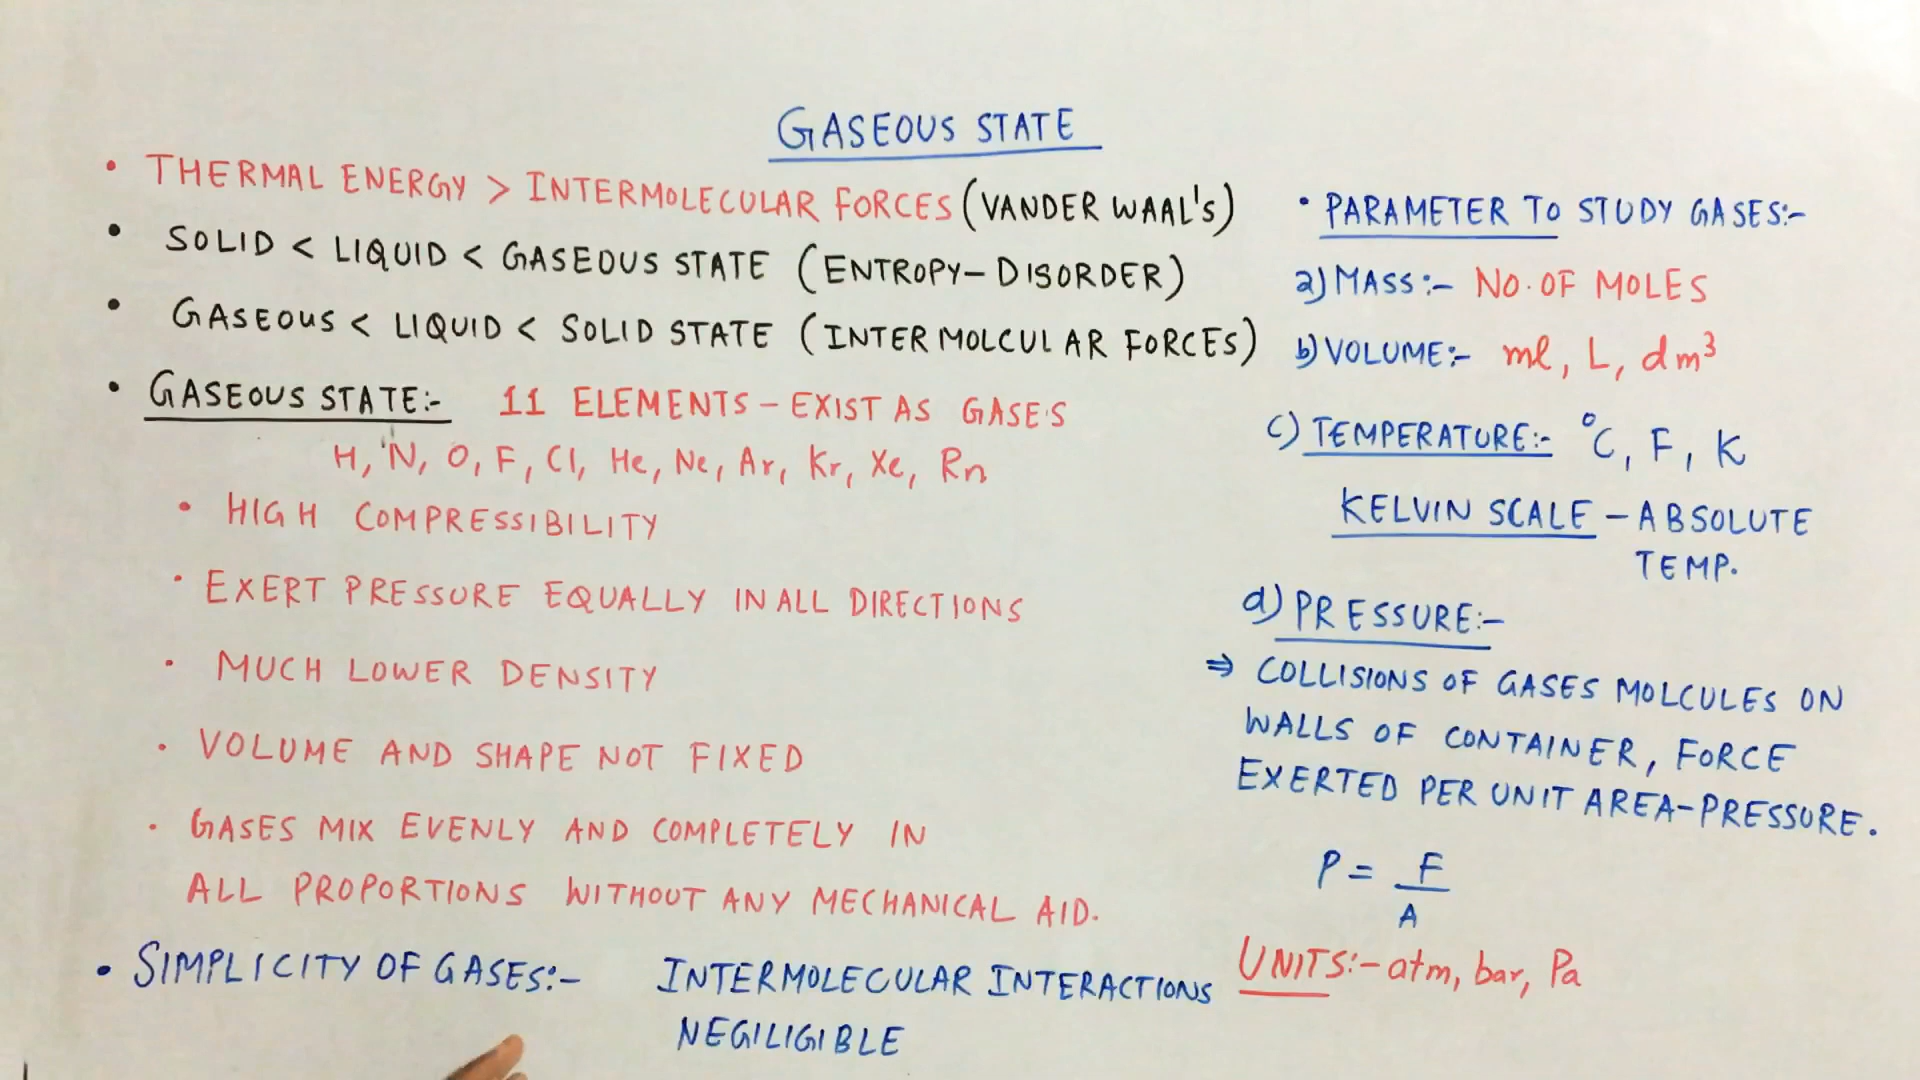 GASEOUS STATE
• THERMAL ENERGY > INTERMOLECULAR FORCES (VANDER WAAL'S)
• SOLID < LIQUID < GASEOUS STATE (ENTROPY-DISORDER)
• GASEOUS < LIQUID < SOLID STATE (INTERMOLCULAR FORCES)
• GASEOUS STATE:- 11 ELEMENTS - EXIST AS GASES
H, N, O, F, Cl, He, Ne, Ar, Kr, Xe, Rn
• HIGH COMPRESSIBILITY
• EXERT PRESSURE EQUALLY IN ALL DIRECTIONS
• MUCH LOWER DENSITY
• VOLUME AND SHAPE NOT FIXED
• GASES MIX EVENLY AND COMPLETELY IN
ALL PROPORTIONS WITHOUT ANY MECHANICAL AID.
• SIMPLICITY OF GASES:- INTERMOLECULAR INTERACTIONS
NEGILIGIBLE
• PARAMETER TO STUDY GASES:-
a) MASS:- NO. OF MOLES
b) VOLUME:- ml, L, dm³
c) TEMPERATURE:- °C, F, K
KELVIN SCALE - ABSOLUTE
TEMP.
d) PRESSURE:-
⇒ COLLISIONS OF GASES MOLCULES ON
WALLS OF CONTAINER, FORCE
EXERTED PER UNIT AREA-PRESSURE.
P = F
A
UNITS:- atm, bar, Pa